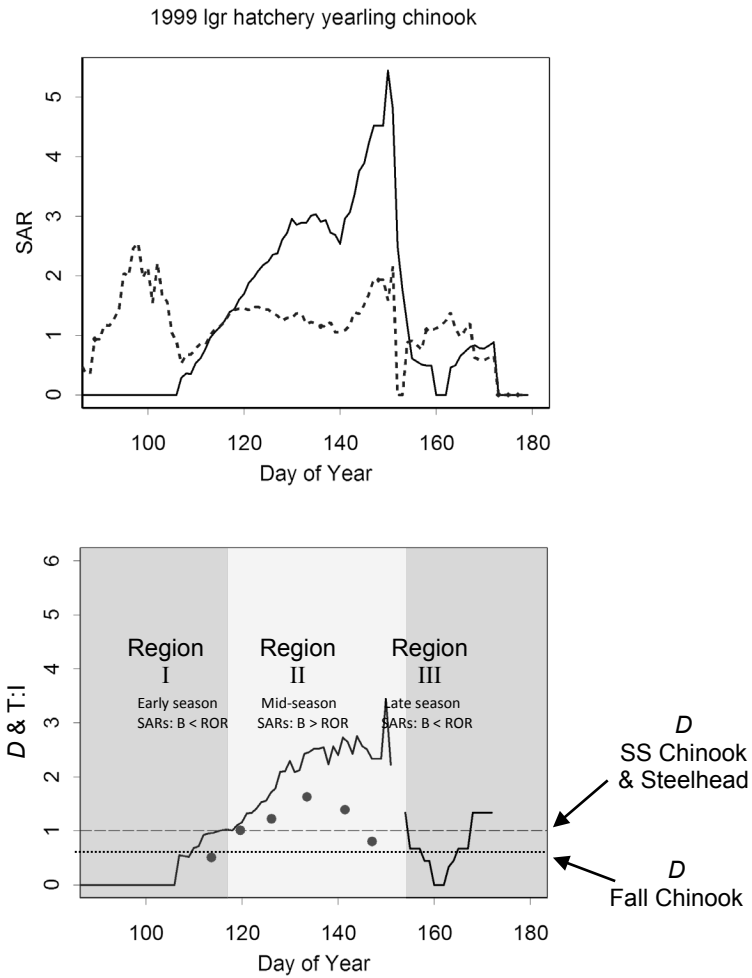 1999 lgr hatchery yearling chinook
5
4
3
2
1
0
SAR
100 120 140 160 180
Day of Year
6
5
4
3
2
1
0
D & T:I
Region
I
Early season
SARs: B < ROR
Region
II
Mid-season
SARs: B > ROR
Region
III
Late season
SARs: B < ROR
D
SS Chinook
& Steelhead
D
Fall Chinook
100 120 140 160 180
Day of Year